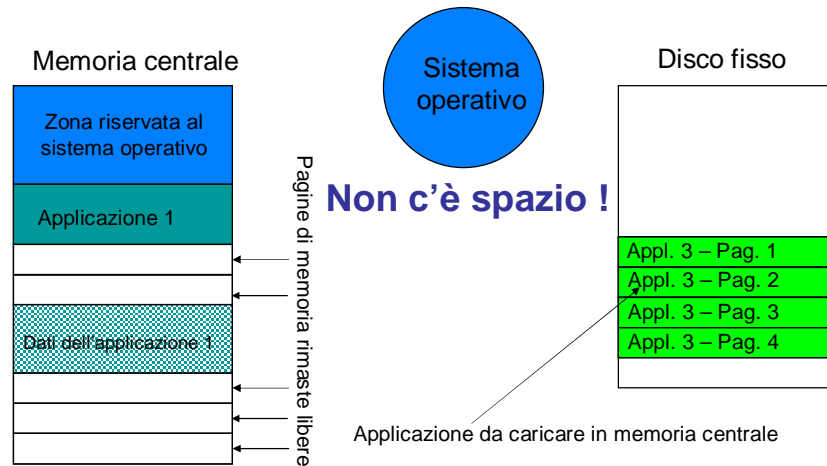 Memoria centrale
Sistema
operativo
Disco fisso
Zona riservata al
sistema operativo
Applicazione 1
Dati dell'applicazione 1
Pagine di memoria rimaste libere
Non c'è spazio !
Appl. 3 – Pag. 1
Appl. 3 – Pag. 2
Appl. 3 – Pag. 3
Appl. 3 – Pag. 4
Applicazione da caricare in memoria centrale